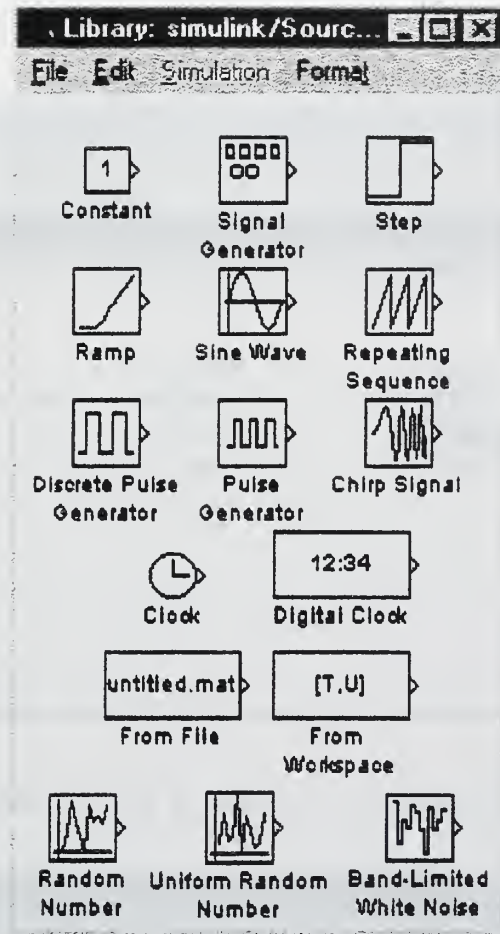 Library: simulink/Sourc...
File Edit Simulation Format
1
Constant
Signal
Generator
Step
Ramp
Sine Wave
Repeating
Sequence
Discrete Pulse
Generator
Pulse
Generator
Chirp Signal
Clock
12:34
Digital Clock
untitled.mat
From File
[T,U]
From
Workspace
Random
Number
Uniform Random
Number
Band-Limited
White Noise